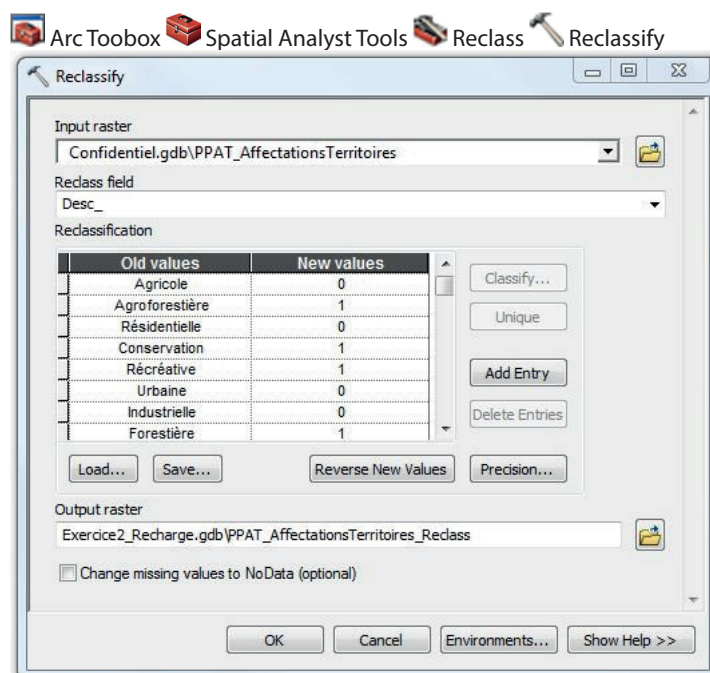 Arc Toobox Spatial Analyst Tools Reclass Reclassify
Reclassify
Input raster
Confidentiel.gdb\PPAT_AffectationsTerritoires
Reclass field
Desc_
Reclassification
Old values New values
Agricole 0
Agroforestière 1
Résidentielle 0
Conservation 1
Récréative 1
Urbaine 0
Industrielle 0
Forestière 1
Classify...
Unique
Add Entry
Delete Entries
Load... Save... Reverse New Values Precision...
Output raster
Exercice2_Recharge.gdb\PPAT_AffectationsTerritoires_Reclass
Change missing values to NoData (optional)
OK Cancel Environments... Show Help >>